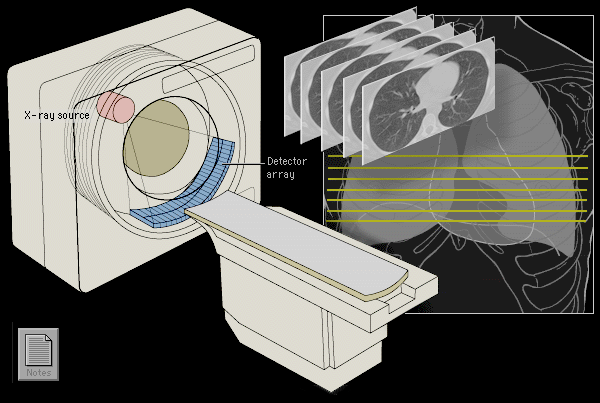 X-ray source
Detector
array
Notes